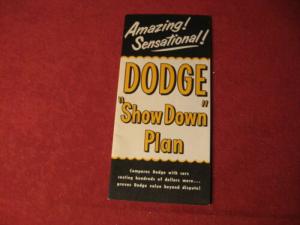 Amazing!
Sensational!
DODGE
"Show Down"
Plan
Compares Dodge with cars
costing hundreds of dollars more...
proves Dodge value beyond dispute!